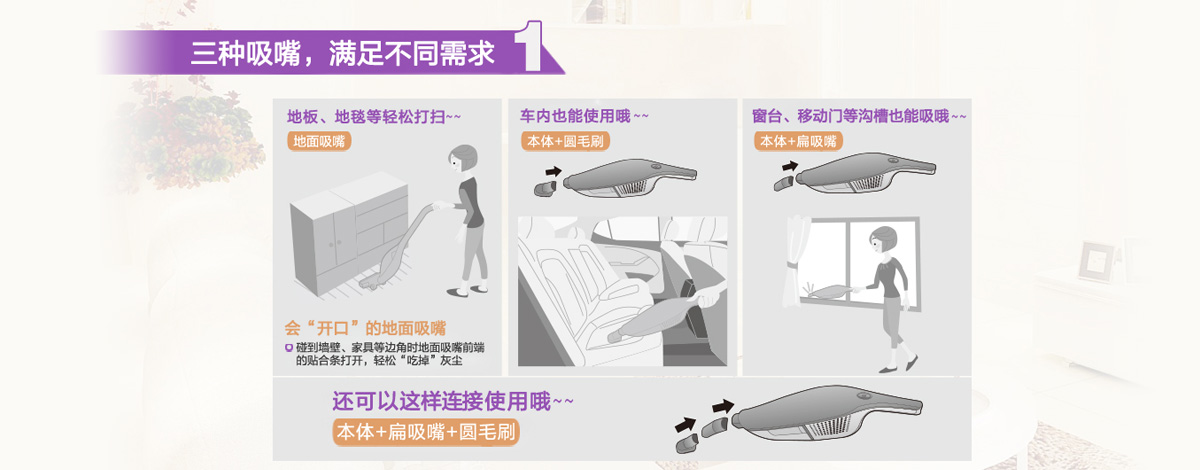 三种吸嘴，满足不同需求 1
地板、地毯等轻松打扫~~
地面吸嘴
会“开口”的地面吸嘴
碰到墙壁、家具等边角时地面吸嘴前端
的贴合条打开，轻松“吃掉”灰尘
车内也能使用哦~~
本体+圆毛刷
窗台、移动门等沟槽也能吸哦~~
本体+扁吸嘴
还可以这样连接使用哦~~
本体+扁吸嘴+圆毛刷